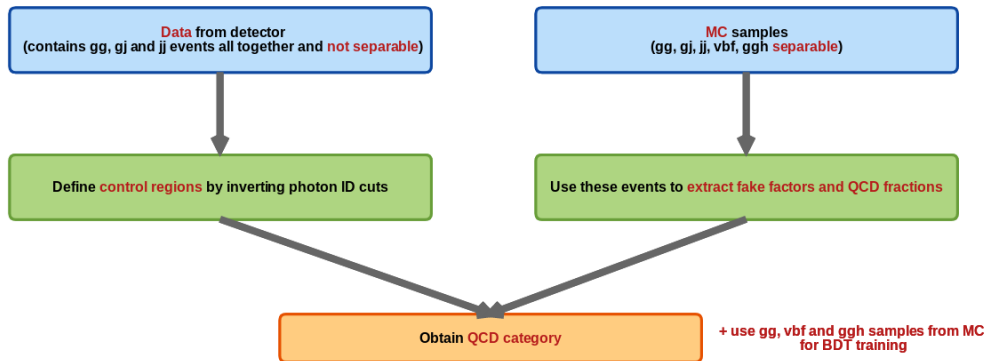 Data from detector
(contains gg, gj and jj events all together and not separable)
MC samples
(gg, gj, jj, vbf, ggh separable)
Define control regions by inverting photon ID cuts
Use these events to extract fake factors and QCD fractions
Obtain QCD category
+ use gg, vbf and ggh samples from MC
for BDT training